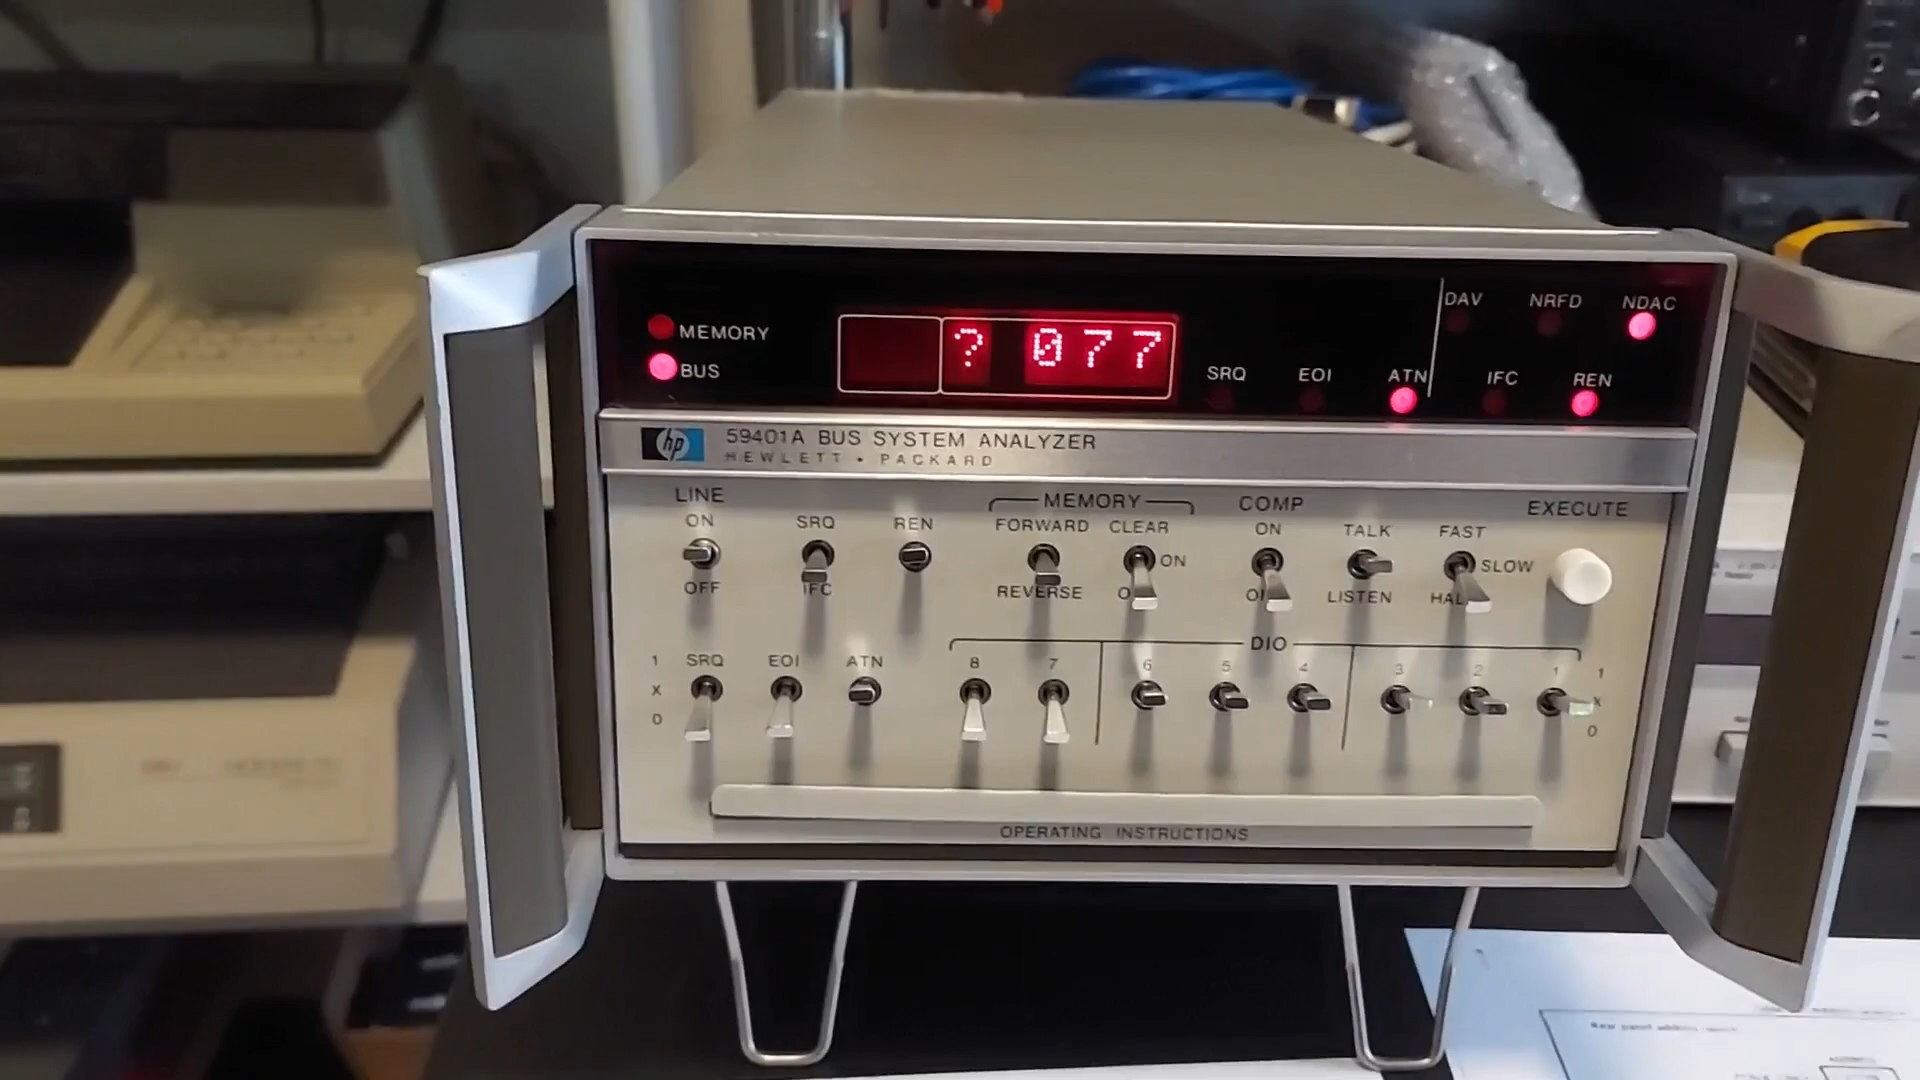 MEMORY
BUS
? 077
DAV NRFD NDAC
SRQ EOI ATN IFC REN
hp 59401A BUS SYSTEM ANALYZER
HEWLETT • PACKARD
LINE MEMORY COMP EXECUTE
ON SRQ REN FORWARD CLEAR ON TALK FAST
ON SLOW
OFF IFC REVERSE LISTEN
DIO
1 SRQ EOI ATN 8 7 6 5 4 3 2 1 1
X X
0 0
OPERATING INSTRUCTIONS